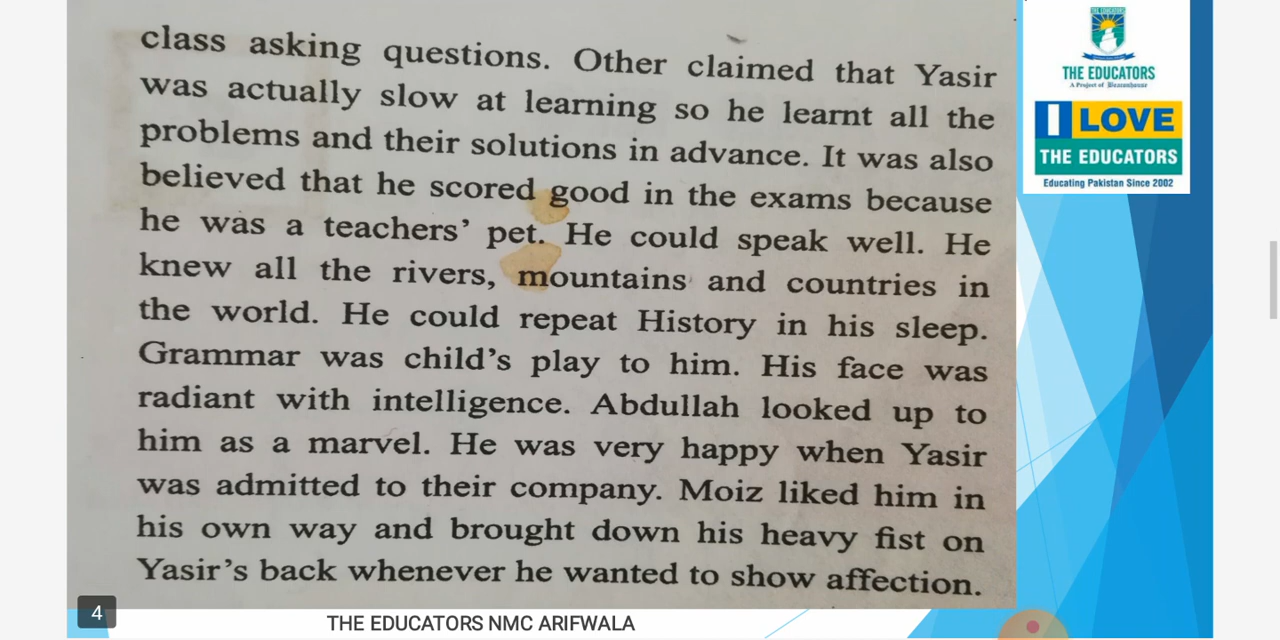 class asking questions. Other claimed that Yasir
was actually slow at learning so he learnt all the
problems and their solutions in advance. It was also
believed that he scored good in the exams because
he was a teachers’ pet. He could speak well. He
knew all the rivers, mountains and countries in
the world. He could repeat History in his sleep.
Grammar was child’s play to him. His face was
radiant with intelligence. Abdullah looked up to
him as a marvel. He was very happy when Yasir
was admitted to their company. Moiz liked him in
his own way and brought down his heavy fist on
Yasir’s back whenever he wanted to show affection.
THE EDUCATORS
A Project of Beaconhouse
I LOVE
THE EDUCATORS
Educating Pakistan Since 2002
4
THE EDUCATORS NMC ARIFWALA